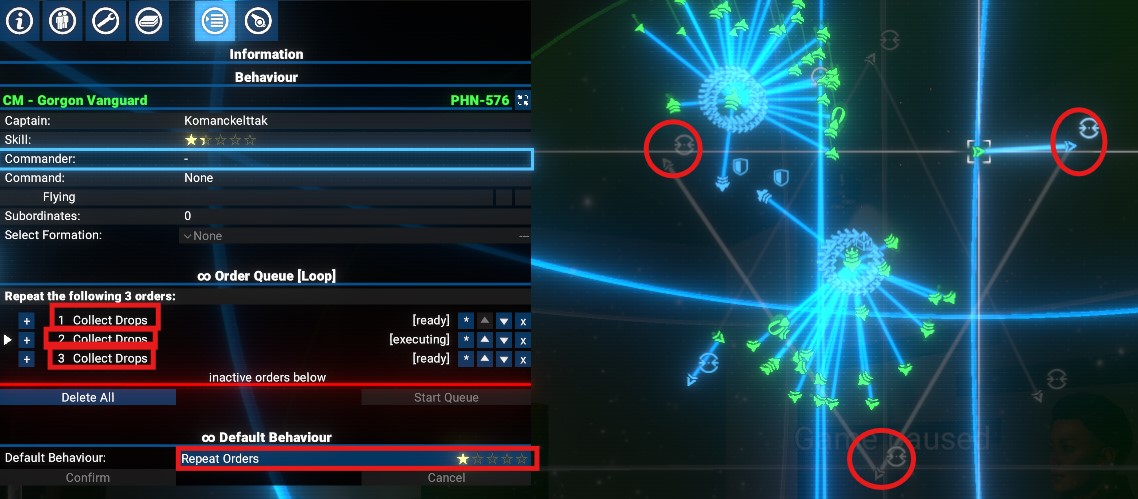 Information
Behaviour
CM - Gorgon Vanguard PHN-576
Captain: Komanckelttak
Skill:
Commander: -
Command: None
Flying
Subordinates: 0
Select Formation: None ---
∞ Order Queue [Loop]
Repeat the following 3 orders:
+ 1 Collect Drops [ready] * x
+ 2 Collect Drops [executing] * x
+ 3 Collect Drops [ready] * x
inactive orders below
Delete All Start Queue
∞ Default Behaviour
Default Behaviour: Repeat Orders
Confirm Cancel
Game Paused